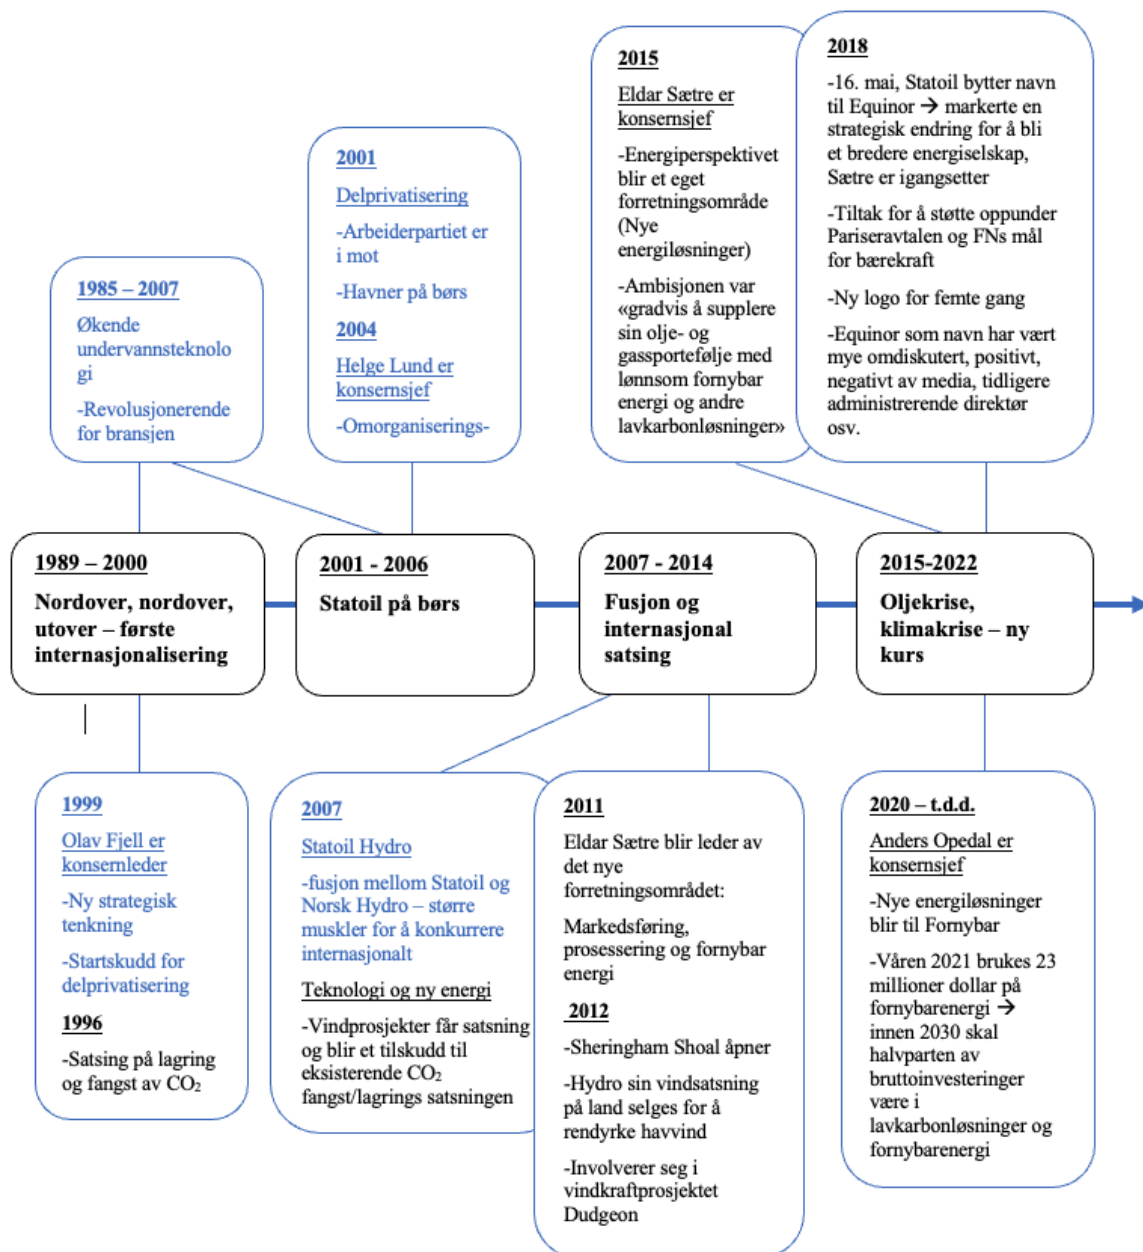 1985 – 2007
Økende
undervannsteknolo
gi
-Revolusjonerende
for bransjen
2001
Delprivatisering
-Arbeiderpartiet er
i mot
-Havner på børs
2004
Helge Lund er
konsernsjef
-Omorganiserings-
2015
Eldar Sætre er
konsernsjef
-Energiperspektivet
blir et eget
forretningsområde
(Nye
energiløsninger)
-Ambisjonen var
«gradvis å supplere
sin olje- og
gassportefølje med
lønnsom fornybar
energi og andre
lavkarbonløsninger»
2018
-16. mai, Statoil bytter navn
til Equinor → markerte en
strategisk endring for å bli
et bredere energiselskap,
Sætre er igangsetter
-Tiltak for å støtte oppunder
Pariseravtalen og FNs mål
for bærekraft
-Ny logo for femte gang
-Equinor som navn har vært
mye omdiskutert, positivt,
negativt av media, tidligere
administrerende direktør
osv.
1989 – 2000
Nordover, nordover,
utover – første
internasjonalisering
2001 - 2006
Statoil på børs
2007 - 2014
Fusjon og
internasjonal
satsing
2015-2022
Oljekrise,
klimakrise – ny
kurs
1999
Olav Fjell er
konsernleder
-Ny strategisk
tenkning
-Startskudd for
delprivatisering
1996
-Satsing på lagring
og fangst av CO₂
2007
Statoil Hydro
-fusjon mellom Statoil og
Norsk Hydro – større
muskler for å konkurrere
internasjonalt
Teknologi og ny energi
-Vindprosjekter får satsning
og blir et tilskudd til
eksisterende CO₂
fangst/lagrings satsningen
2011
Eldar Sætre blir leder av
det nye
forretningsområdet:
Markedsføring,
prosessering og fornybar
energi
2012
-Sheringham Shoal åpner
-Hydro sin vindsatsning
på land selges for å
rendyrke havvind
-Involverer seg i
vindkraftprosjektet
Dudgeon
2020 – t.d.d.
Anders Opedal er
konsernsjef
-Nye energiløsninger
blir til Fornybar
-Våren 2021 brukes 23
millioner dollar på
fornybarenergi →
innen 2030 skal
halvparten av
bruttoinvesteringer
være i
lavkarbonløsninger og
fornybarenergi